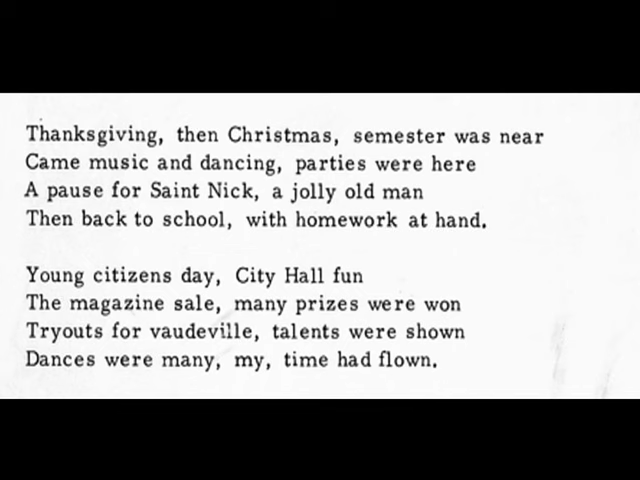 Thanksgiving, then Christmas, semester was near
Came music and dancing, parties were here
A pause for Saint Nick, a jolly old man
Then back to school, with homework at hand.
Young citizens day, City Hall fun
The magazine sale, many prizes were won
Tryouts for vaudeville, talents were shown
Dances were many, my, time had flown.